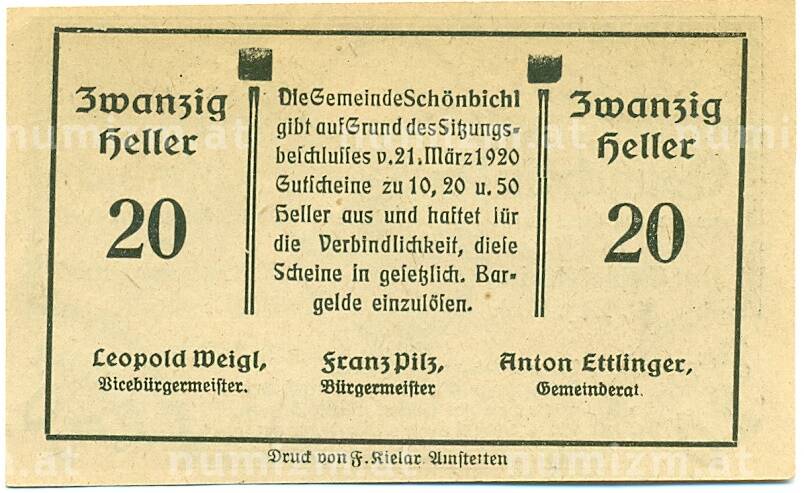 Zwanzig
Heller
20
Die Gemeinde Schönbichl
gibt auf Grund des Sitzungs-
beschlusses v. 21. März 1920
Gutscheine zu 10, 20 u. 50
Heller aus und haftet für
die Verbindlichkeit, diese
Scheine in gesetzlich. Bar-
gelde einzulösen.
Zwanzig
Heller
20
Leopold Weigl,
Vicebürgermeister.
Franz Pilz,
Bürgermeister
Anton Ettlinger,
Gemeinderat.
Druck von F. Kielar Amstetten
numizm.at